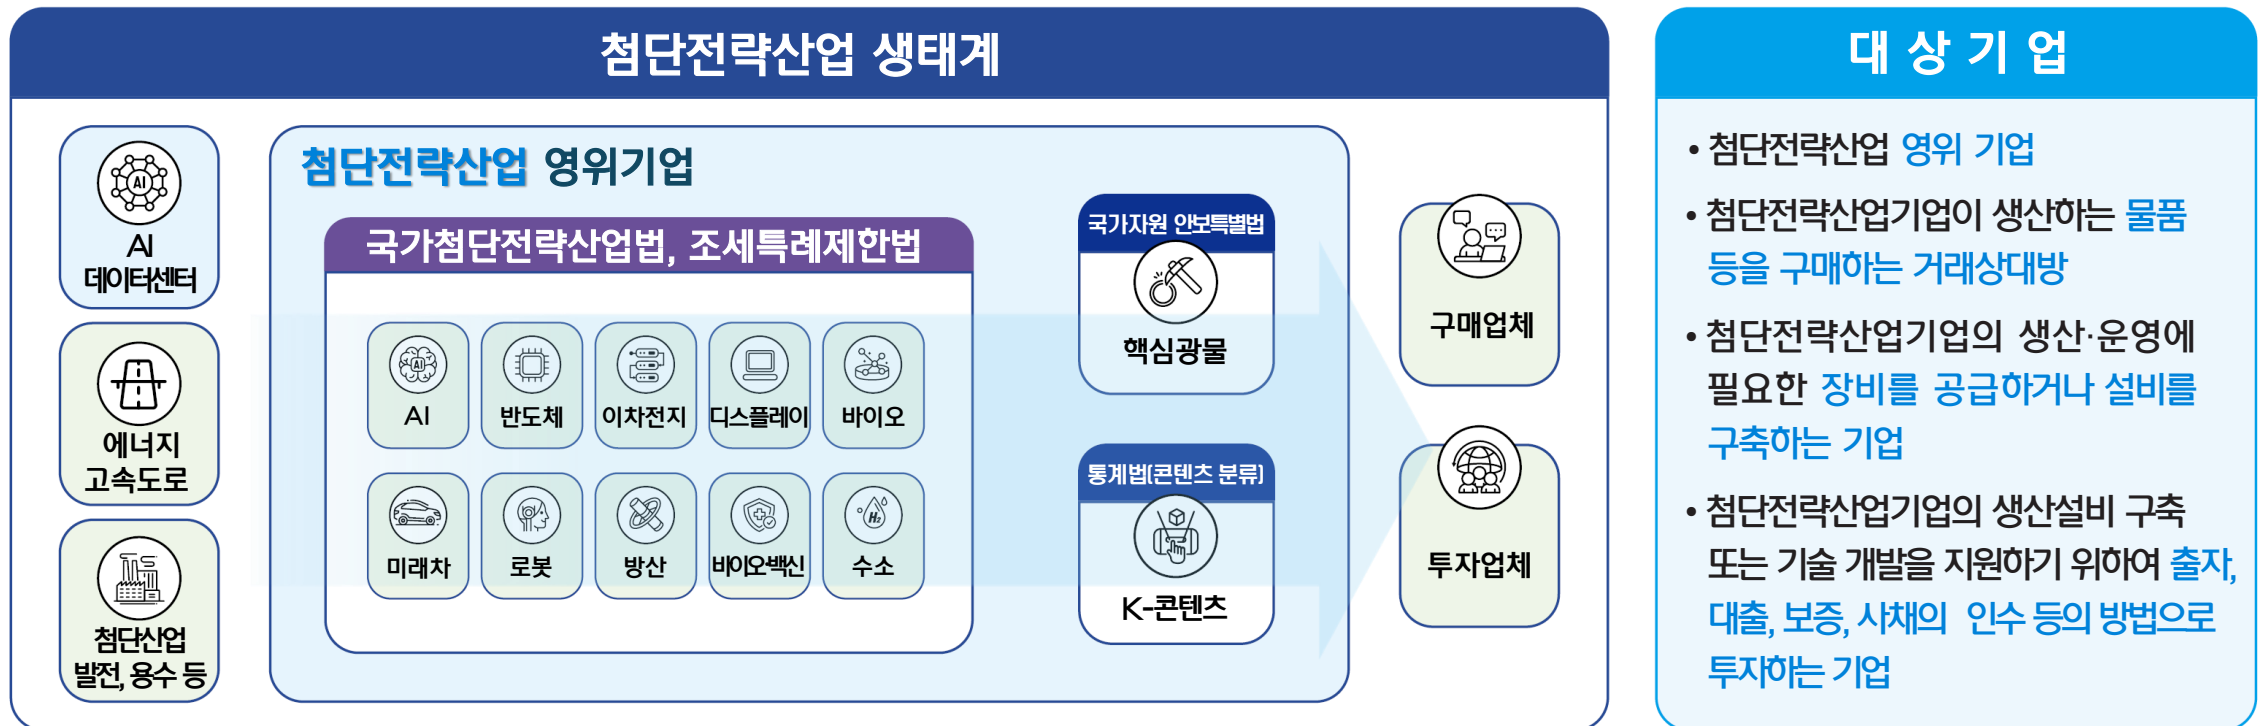 첨단전략산업 생태계
AI
AI
데이터센터
에너지
고속도로
첨단산업
발전, 용수 등
첨단전략산업 영위기업
국가첨단전략산업법, 조세특례제한법
AI
AI
반도체
이차전지
디스플레이
바이오
미래차
로봇
방산
바이오·백신
H₂
수소
국가자원 안보특별법
핵심광물
통계법(콘텐츠 분류)
K-콘텐츠
구매업체
투자업체
대상기업
• 첨단전략산업 영위 기업
• 첨단전략산업기업이 생산하는 물품
등을 구매하는 거래상대방
• 첨단전략산업기업의 생산·운영에
필요한 장비를 공급하거나 설비를
구축하는 기업
• 첨단전략산업기업의 생산설비 구축
또는 기술 개발을 지원하기 위하여 출자,
대출, 보증, 사채의 인수 등의 방법으로
투자하는 기업